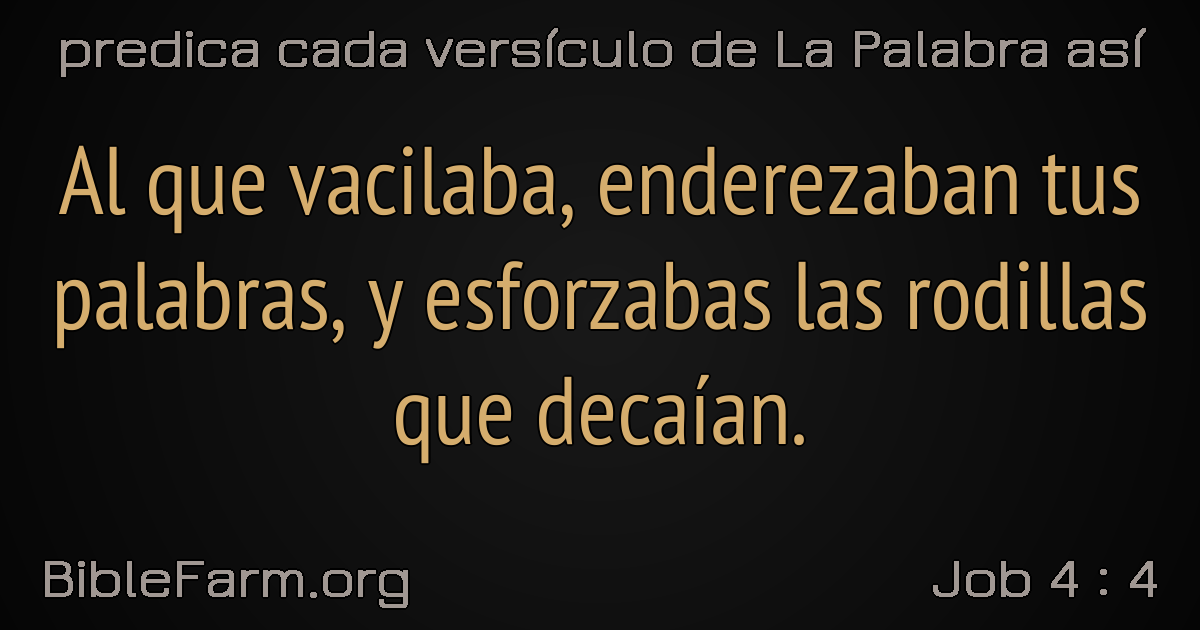 predica cada versículo de La Palabra así
Al que vacilaba, enderezaban tus
palabras, y esforzabas las rodillas
que decaían.
BibleFarm.org
Job 4 : 4